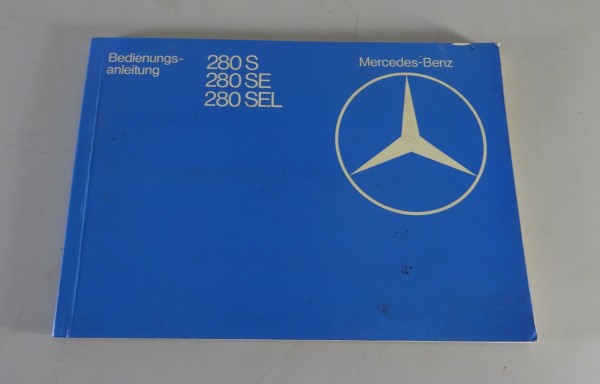 Bedienungs-
anleitung
280 S
280 SE
280 SEL
Mercedes-Benz